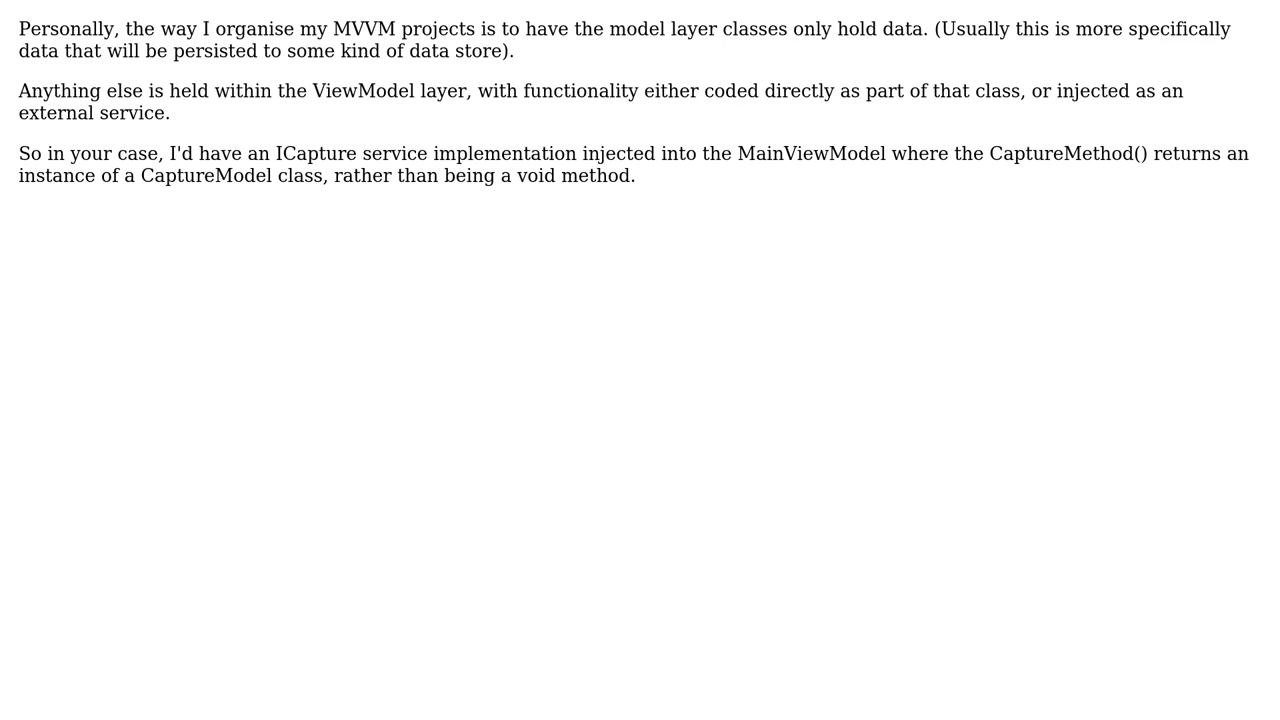 Personally, the way I organise my MVVM projects is to have the model layer classes only hold data. (Usually this is more specifically
data that will be persisted to some kind of data store).
Anything else is held within the ViewModel layer, with functionality either coded directly as part of that class, or injected as an
external service.
So in your case, I'd have an ICapture service implementation injected into the MainViewModel where the CaptureMethod() returns an
instance of a CaptureModel class, rather than being a void method.